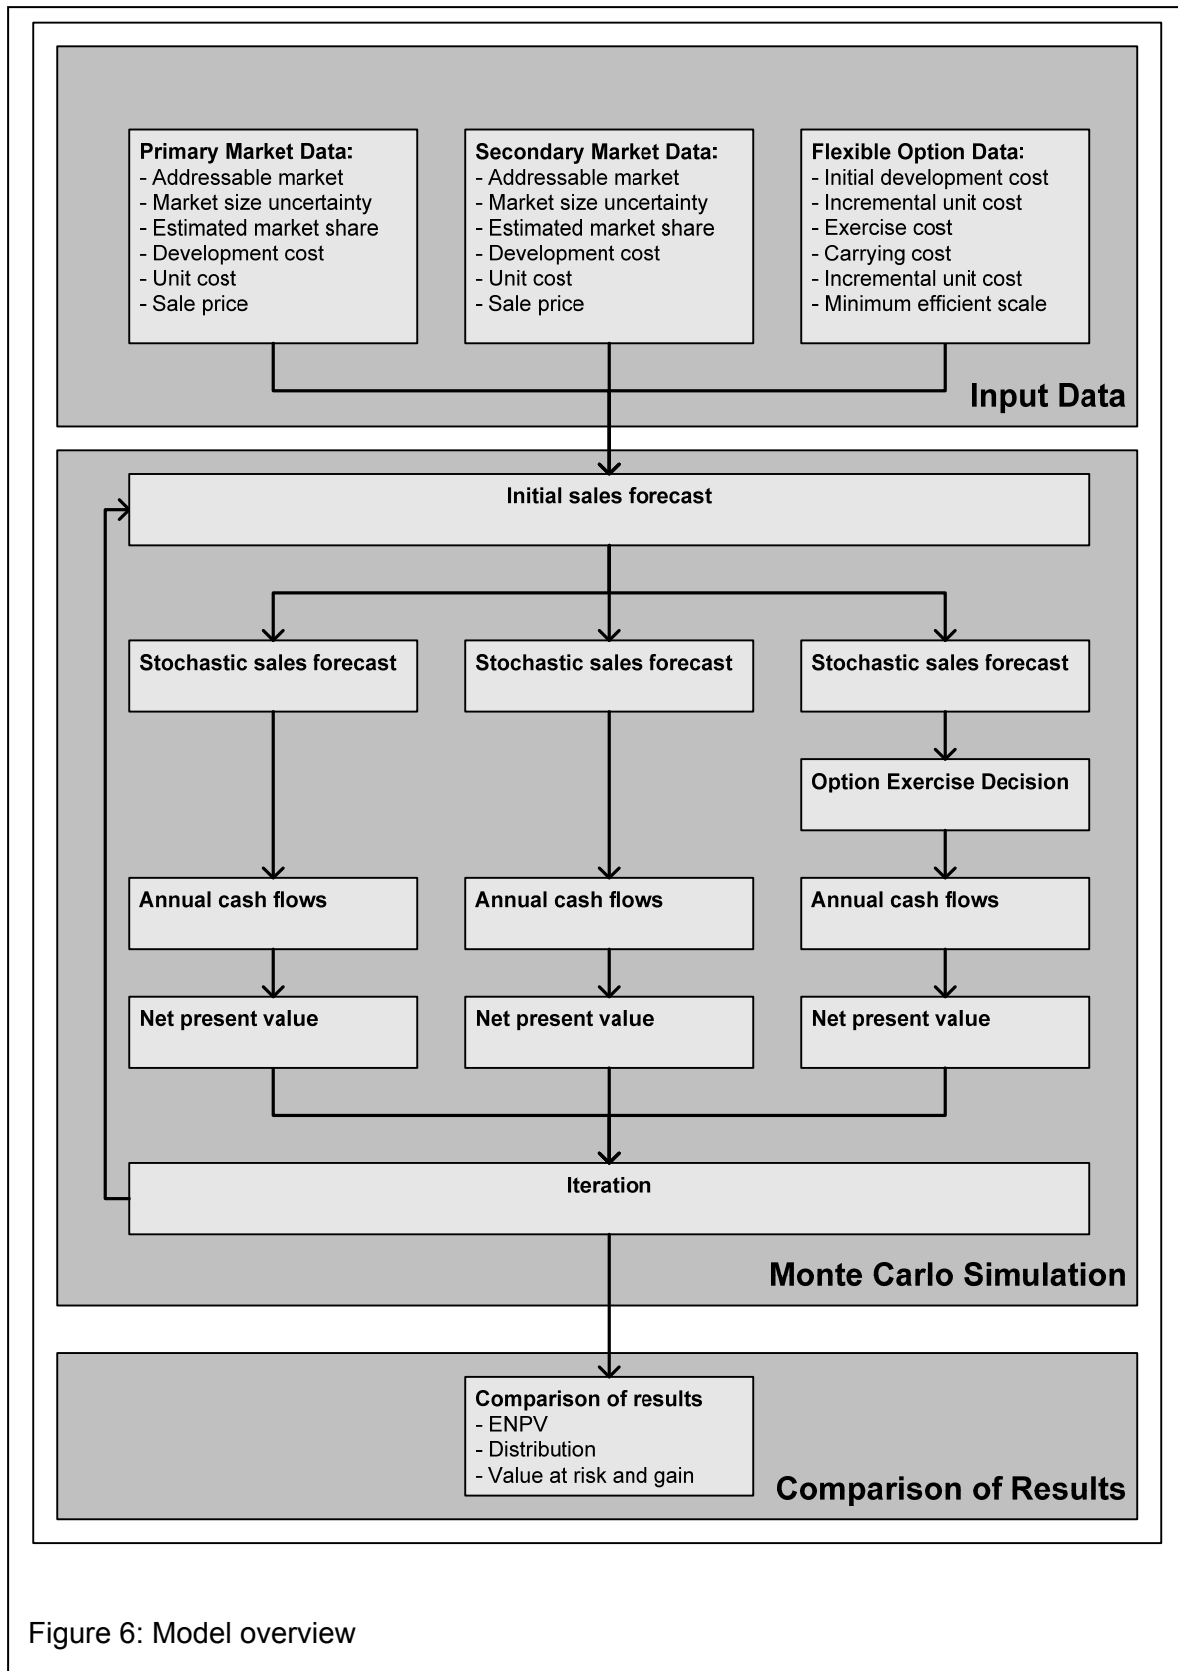 Primary Market Data:
- Addressable market
- Market size uncertainty
- Estimated market share
- Development cost
- Unit cost
- Sale price
Secondary Market Data:
- Addressable market
- Market size uncertainty
- Estimated market share
- Development cost
- Unit cost
- Sale price
Flexible Option Data:
- Initial development cost
- Incremental unit cost
- Exercise cost
- Carrying cost
- Incremental unit cost
- Minimum efficient scale
Input Data
Initial sales forecast
Stochastic sales forecast
Stochastic sales forecast
Stochastic sales forecast
Option Exercise Decision
Annual cash flows
Annual cash flows
Annual cash flows
Net present value
Net present value
Net present value
Iteration
Monte Carlo Simulation
Comparison of results
- ENPV
- Distribution
- Value at risk and gain
Comparison of Results
Figure 6: Model overview